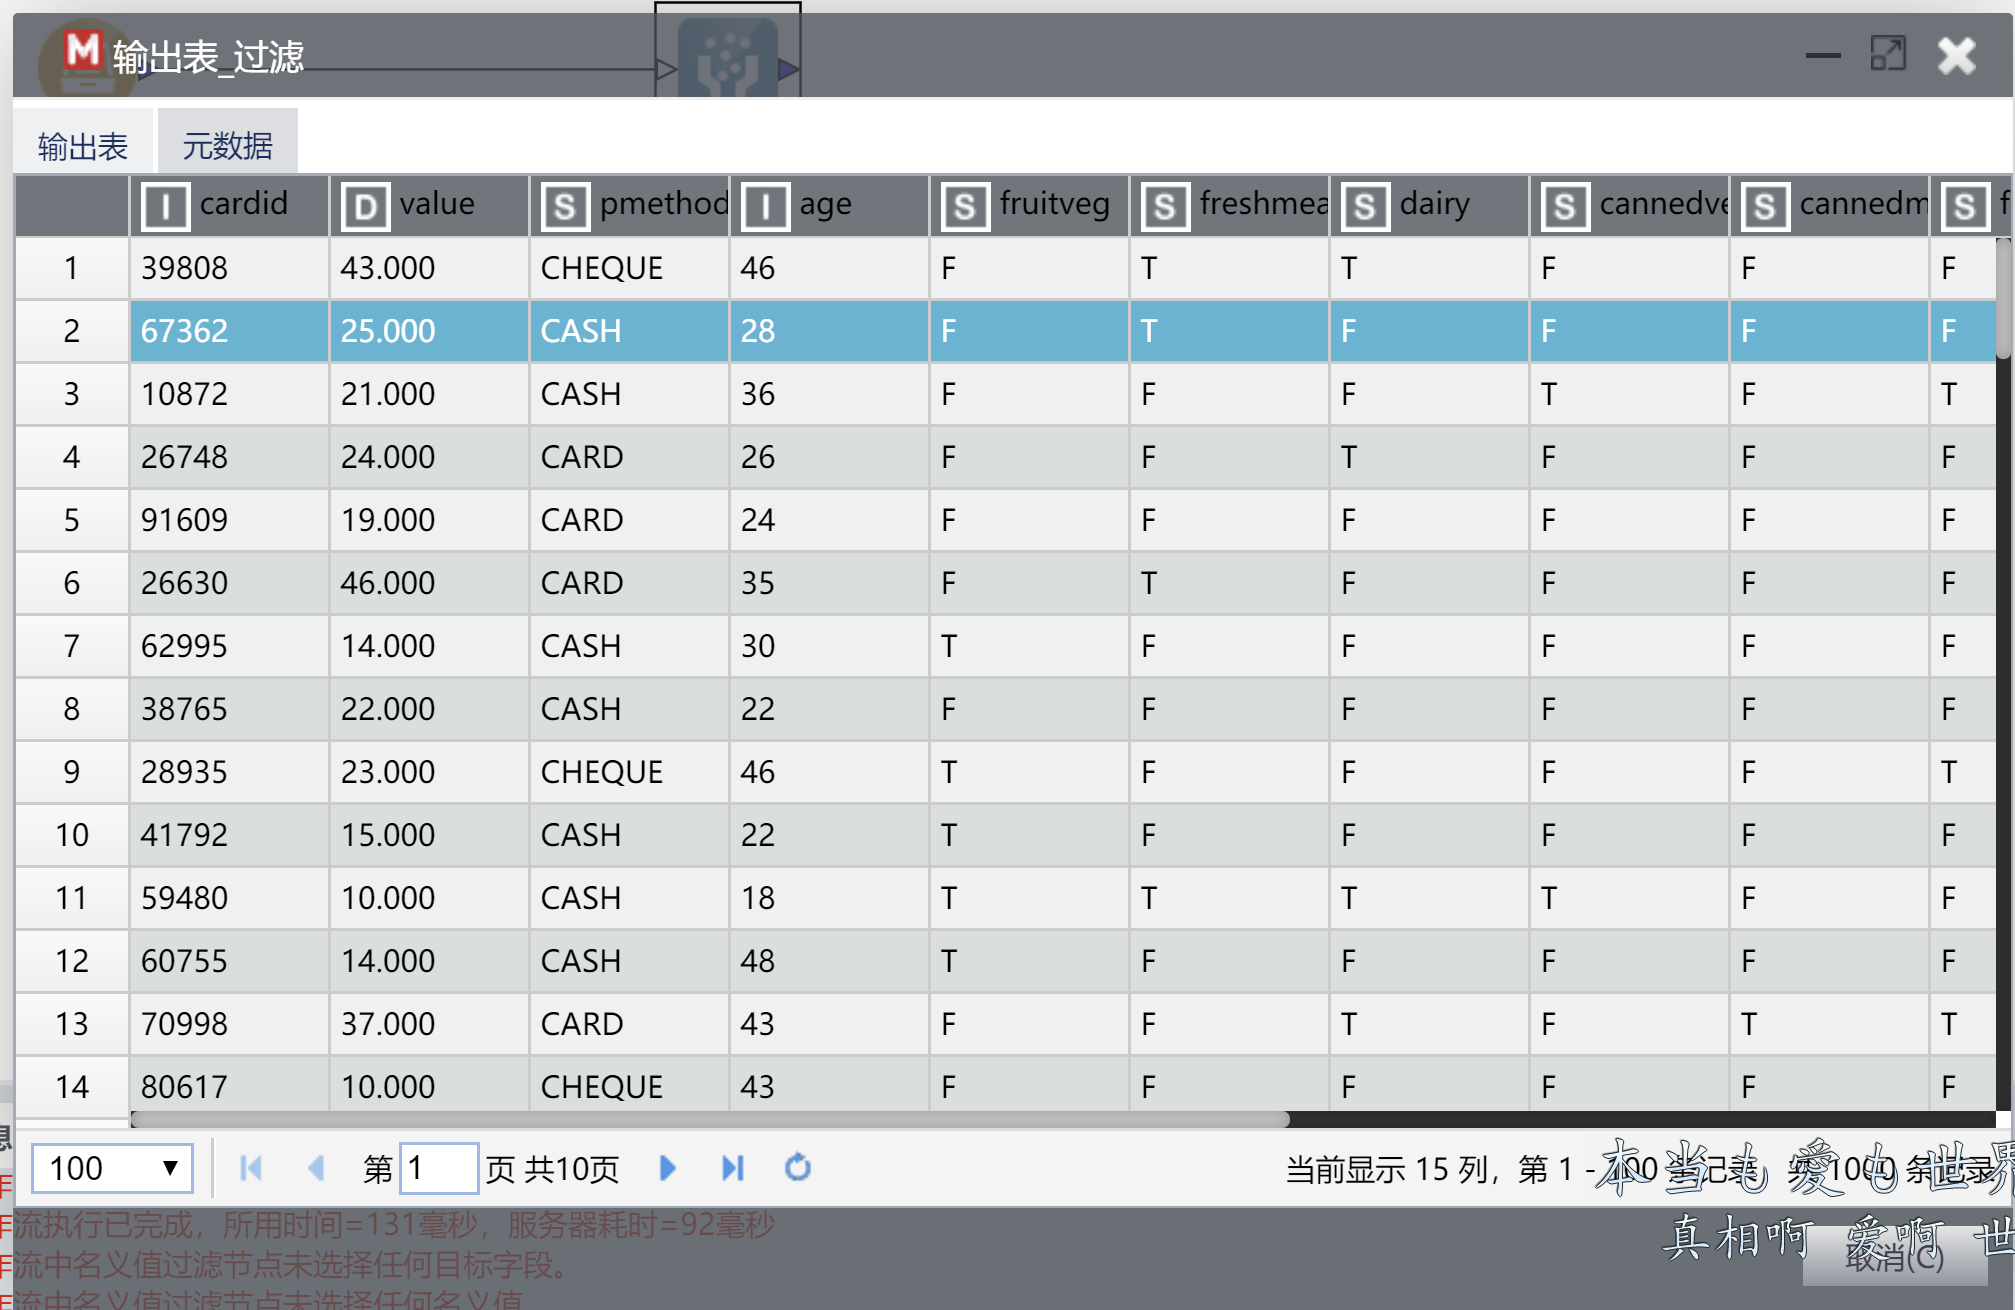 输出表_过滤
输出表 元数据
I cardid D value S pmethod I age S fruitveg S freshmea S dairy S cannedve S cannedm S f
1 39808 43.000 CHEQUE 46 F T T F F F
2 67362 25.000 CASH 28 F T F F F F
3 10872 21.000 CASH 36 F F F T F T
4 26748 24.000 CARD 26 F F T F F F
5 91609 19.000 CARD 24 F F F F F F
6 26630 46.000 CARD 35 F T F F F F
7 62995 14.000 CASH 30 T F F F F F
8 38765 22.000 CASH 22 F F F F F F
9 28935 23.000 CHEQUE 46 T F F F F T
10 41792 15.000 CASH 22 T F F F F F
11 59480 10.000 CASH 18 T T T T F F
12 60755 14.000 CASH 48 T F F F F F
13 70998 37.000 CARD 43 F F T F T T
14 80617 10.000 CHEQUE 43 F F F F F F
100 第 1 页 共10页 当前显示 15 列，第 1 - 100 条记录 共 1000 条记录
本当も愛も世界
流执行已完成，所用时间=131毫秒，服务器耗时=92毫秒
真相啊 爱啊 世
取消(C)
流中名义值过滤节点未选择任何目标字段。
流中名义值过滤节点未选择任何名义值